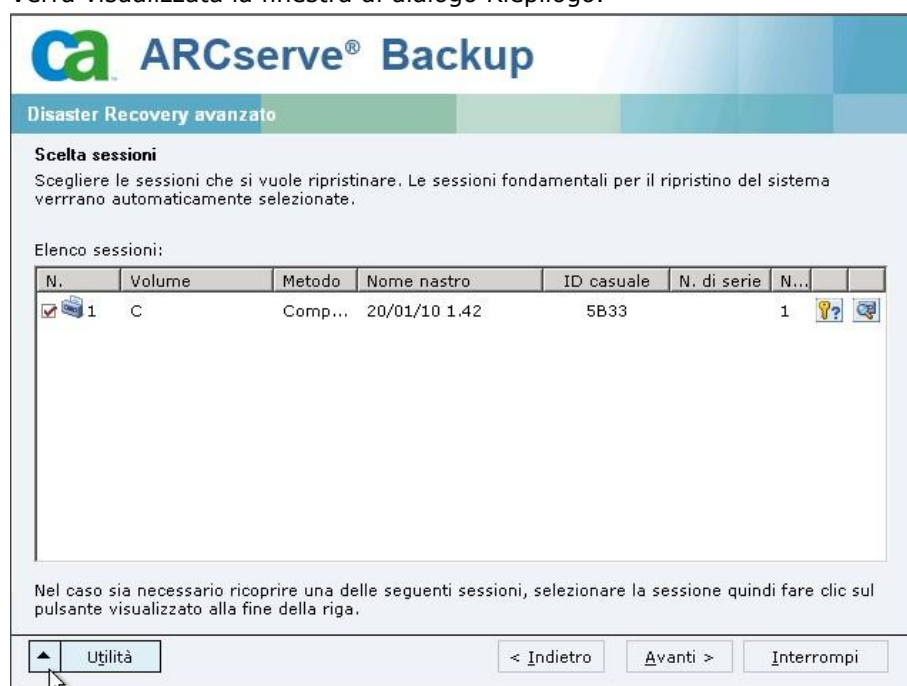 Verrà visualizzata la finestra di dialogo Riepilogo.
ca ARCserve® Backup
Disaster Recovery avanzato
Scelta sessioni
Scegliere le sessioni che si vuole ripristinare. Le sessioni fondamentali per il ripristino del sistema
verrrano automaticamente selezionate.
Elenco sessioni:
N. Volume Metodo Nome nastro ID casuale N. di serie N...
1 C Comp... 20/01/10 1.42 5B33 1
Nel caso sia necessario ricoprire una delle seguenti sessioni, selezionare la sessione quindi fare clic sul
pulsante visualizzato alla fine della riga.
Utilità < Indietro Avanti > Interrompi